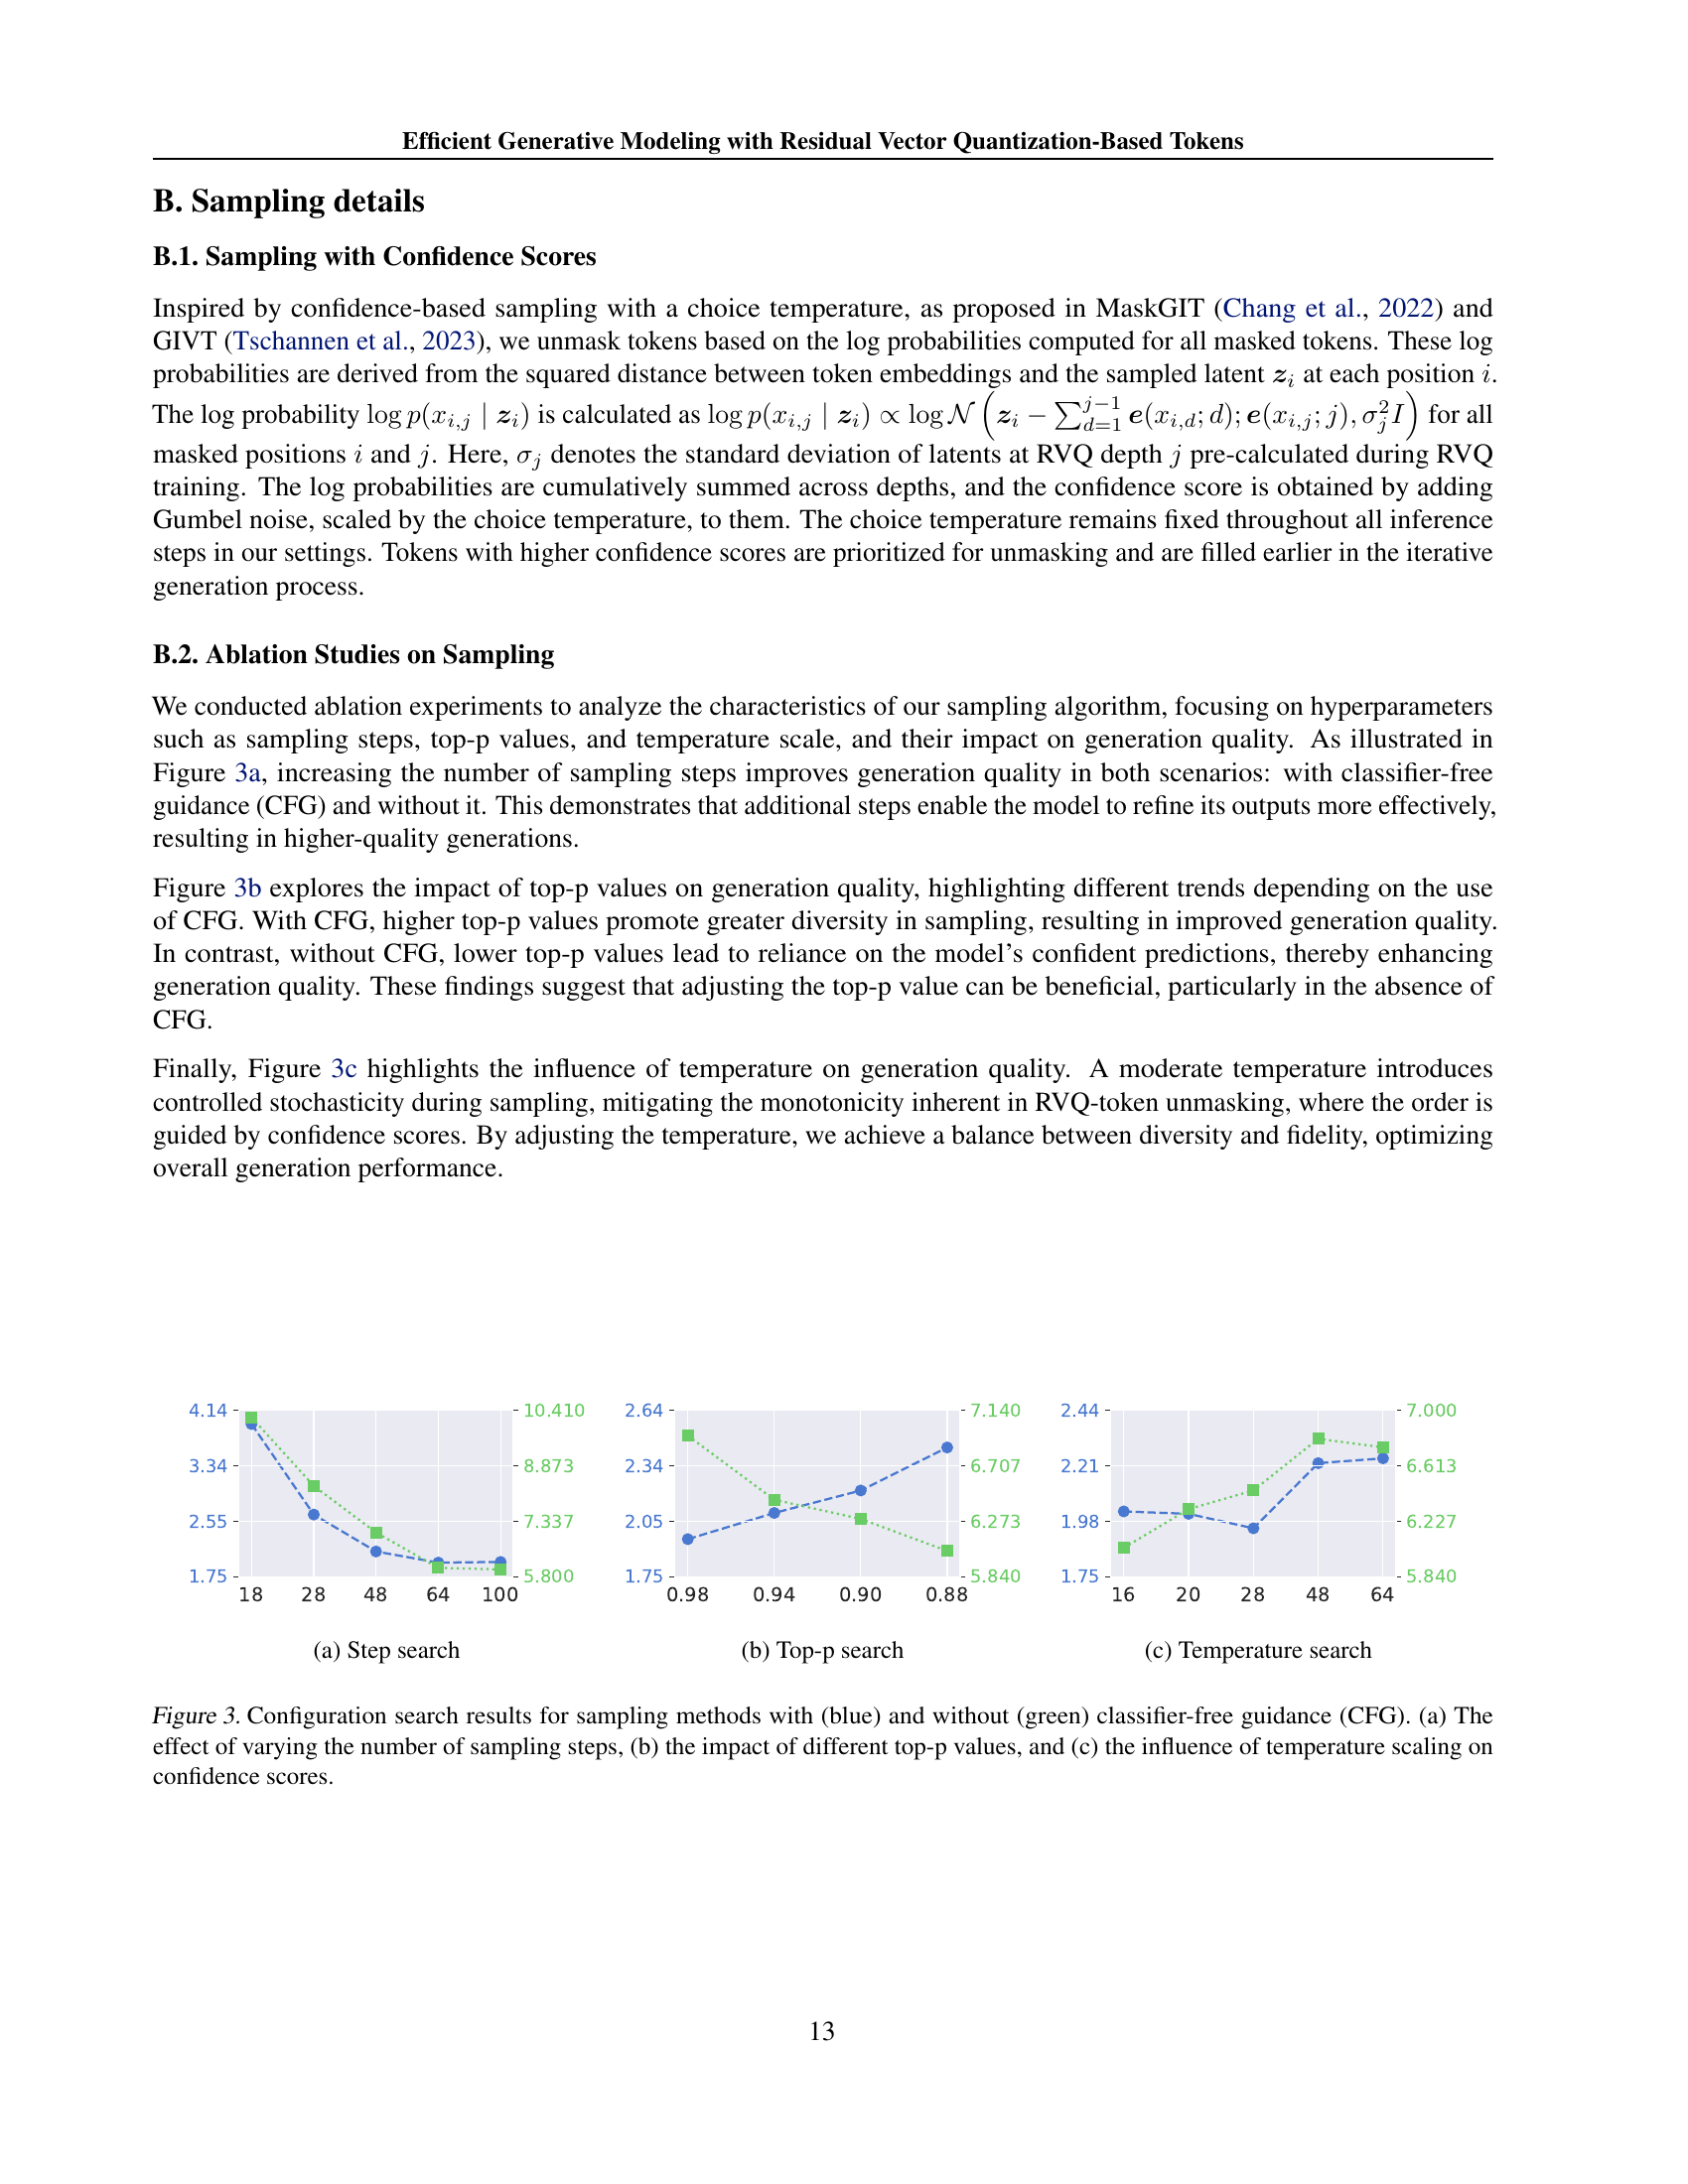 Efficient Generative Modeling with Residual Vector Quantization-Based Tokens
B. Sampling details
B.1. Sampling with Confidence Scores
Inspired by confidence-based sampling with a choice temperature, as proposed in MaskGIT (Chang et al., 2022) and
GIVT (Tschannen et al., 2023), we unmask tokens based on the log probabilities computed for all masked tokens. These log
probabilities are derived from the squared distance between token embeddings and the sampled latent z_i at each position i.
The log probability log p(x_{i,j} | z_i) is calculated as log p(x_{i,j} | z_i) ∝ log N (z_i − ∑_{d=1}^{j−1} e(x_{i,d}; d); e(x_{i,j}; j), σ_j^2 I) for all
masked positions i and j. Here, σ_j denotes the standard deviation of latents at RVQ depth j pre-calculated during RVQ
training. The log probabilities are cumulatively summed across depths, and the confidence score is obtained by adding
Gumbel noise, scaled by the choice temperature, to them. The choice temperature remains fixed throughout all inference
steps in our settings. Tokens with higher confidence scores are prioritized for unmasking and are filled earlier in the iterative
generation process.
B.2. Ablation Studies on Sampling
We conducted ablation experiments to analyze the characteristics of our sampling algorithm, focusing on hyperparameters
such as sampling steps, top-p values, and temperature scale, and their impact on generation quality. As illustrated in
Figure 3a, increasing the number of sampling steps improves generation quality in both scenarios: with classifier-free
guidance (CFG) and without it. This demonstrates that additional steps enable the model to refine its outputs more effectively,
resulting in higher-quality generations.
Figure 3b explores the impact of top-p values on generation quality, highlighting different trends depending on the use
of CFG. With CFG, higher top-p values promote greater diversity in sampling, resulting in improved generation quality.
In contrast, without CFG, lower top-p values lead to reliance on the model's confident predictions, thereby enhancing
generation quality. These findings suggest that adjusting the top-p value can be beneficial, particularly in the absence of
CFG.
Finally, Figure 3c highlights the influence of temperature on generation quality. A moderate temperature introduces
controlled stochasticity during sampling, mitigating the monotonicity inherent in RVQ-token unmasking, where the order is
guided by confidence scores. By adjusting the temperature, we achieve a balance between diversity and fidelity, optimizing
overall generation performance.
4.14 10.410
3.34 8.873
2.55 7.337
1.75 5.800
18 28 48 64 100
(a) Step search
2.64 7.140
2.34 6.707
2.05 6.273
1.75 5.840
0.98 0.94 0.90 0.88
(b) Top-p search
2.44 7.000
2.21 6.613
1.98 6.227
1.75 5.840
16 20 28 48 64
(c) Temperature search
Figure 3. Configuration search results for sampling methods with (blue) and without (green) classifier-free guidance (CFG). (a) The
effect of varying the number of sampling steps, (b) the impact of different top-p values, and (c) the influence of temperature scaling on
confidence scores.
13